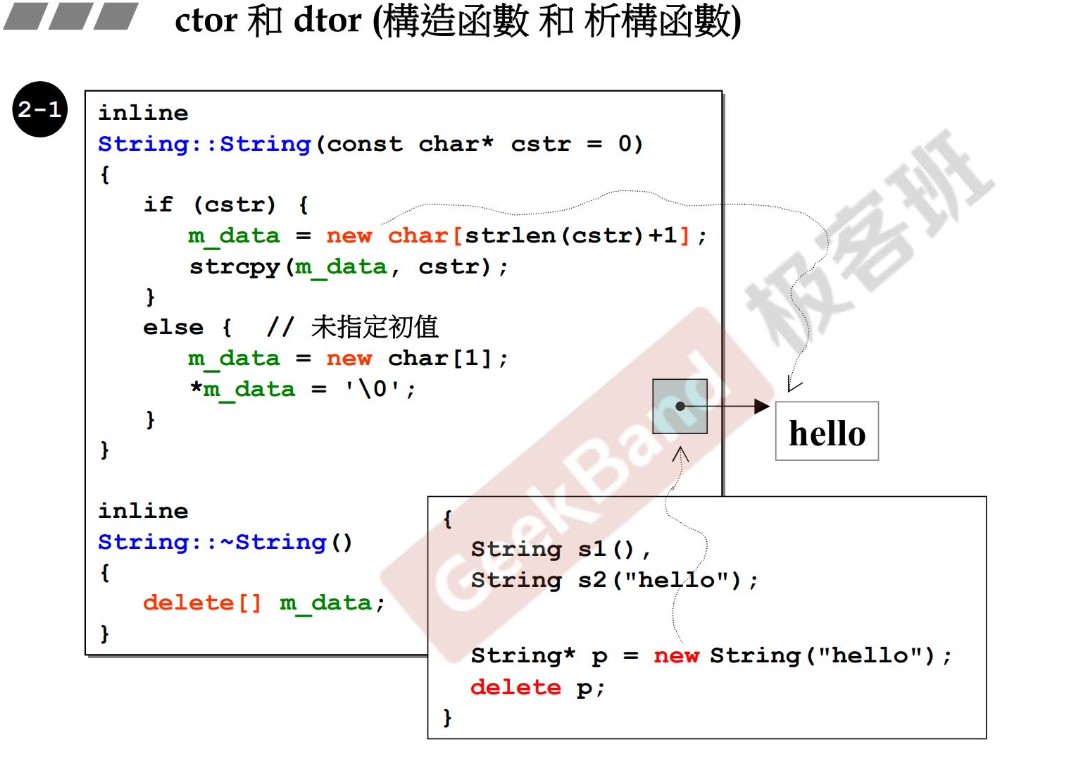 ctor 和 dtor (構造函數 和 析構函數)
2-1
inline
String::String(const char* cstr = 0)
{
   if (cstr) {
      m_data = new char[strlen(cstr)+1];
      strcpy(m_data, cstr);
   }
   else {  // 未指定初值
      m_data = new char[1];
      *m_data = '\0';
   }
}
inline
String::~String()
{
   delete[] m_data;
}
hello
{
  String s1(),
  String s2("hello");
  String* p = new String("hello");
  delete p;
}
GeekBand
极客班